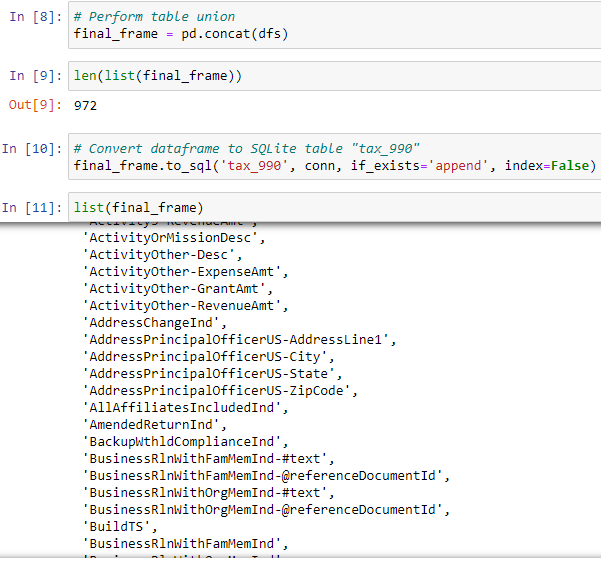 In [8]: # Perform table union
final_frame = pd.concat(dfs)
In [9]: len(list(final_frame))
Out[9]: 972
In [10]: # Convert dataframe to SQLite table "tax_990"
final_frame.to_sql('tax_990', conn, if_exists='append', index=False)
In [11]: list(final_frame)
'ActivityOrMissionDesc',
'ActivityOther-Desc',
'ActivityOther-ExpenseAmt',
'ActivityOther-GrantAmt',
'ActivityOther-RevenueAmt',
'AddressChangeInd',
'AddressPrincipalOfficerUS-AddressLine1',
'AddressPrincipalOfficerUS-City',
'AddressPrincipalOfficerUS-State',
'AddressPrincipalOfficerUS-ZipCode',
'AllAffiliatesIncludedInd',
'AmendedReturnInd',
'BackupWthldComplianceInd',
'BusinessRlnWithFamMemInd-#text',
'BusinessRlnWithFamMemInd-@referenceDocumentId',
'BusinessRlnWithOrgMemInd-#text',
'BusinessRlnWithOrgMemInd-@referenceDocumentId',
'BuildTS',
'BusinessRlnWithFamMemInd',